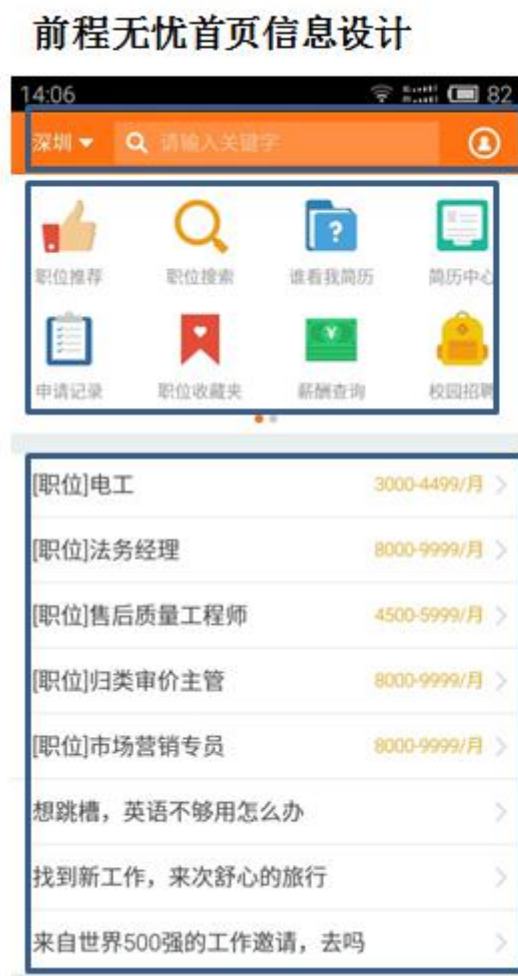 前程无忧首页信息设计
14:06 82
深圳 请输入关键字
职位推荐 职位搜索 谁看我简历 简历中心
?
¥
申请记录 职位收藏夹 薪酬查询 校园招聘
[职位]电工 3000-4499/月
[职位]法务经理 8000-9999/月
[职位]售后质量工程师 4500-5999/月
[职位]归类审价主管 8000-9999/月
[职位]市场营销专员 8000-9999/月
想跳槽，英语不够用怎么办
找到新工作，来次舒心的旅行
来自世界500强的工作邀请，去吗